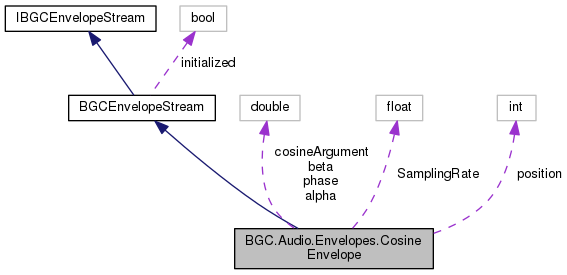 IBGCEnvelopeStream
bool
initialized
BGCEnvelopeStream
double
float
int
cosineArgument
beta
phase
alpha
SamplingRate
position
BGC.Audio.Envelopes.Cosine
Envelope